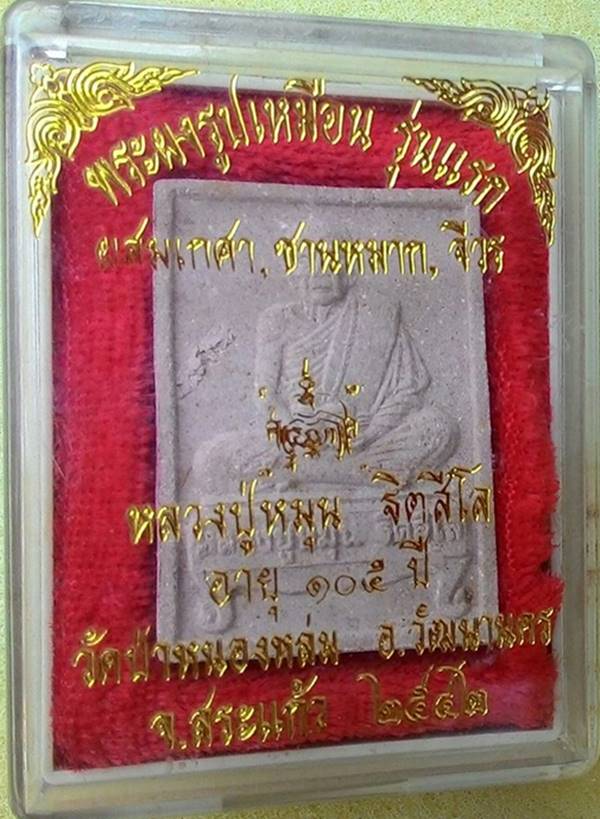 พระผงรูปเหมือน รุ่นแรก
ผสมเกศา, ชานหมาก, จีวร
หลวงปู่หมุน ฐิตสีโล
อายุ ๑๐๕ ปี
วัดป่าหนองหล่ม อ.วัฒนานคร
จ.สระแก้ว ๒๕๔๒